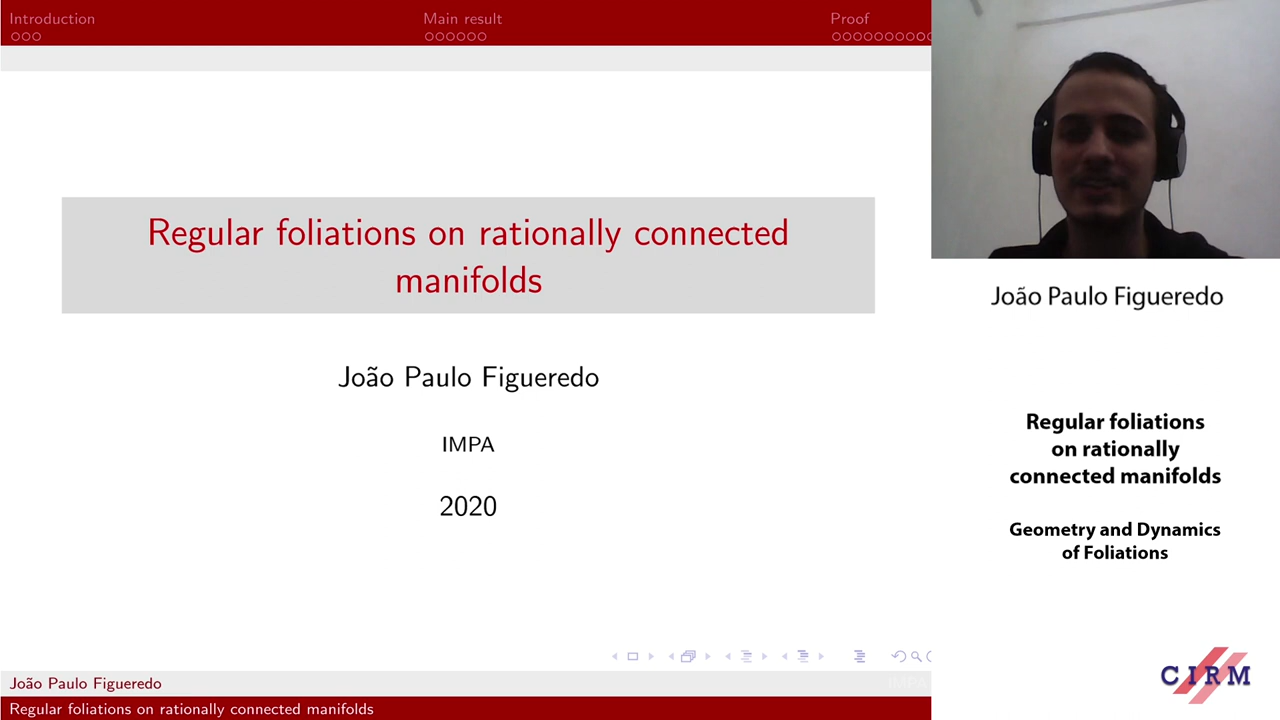 Introduction
Main result
Proof
Regular foliations on rationally connected
manifolds
João Paulo Figueredo
IMPA
2020
João Paulo Figueredo
IMPA
Regular foliations on rationally connected manifolds
João Paulo Figueredo
Regular foliations
on rationally
connected manifolds
Geometry and Dynamics
of Foliations
CIRM